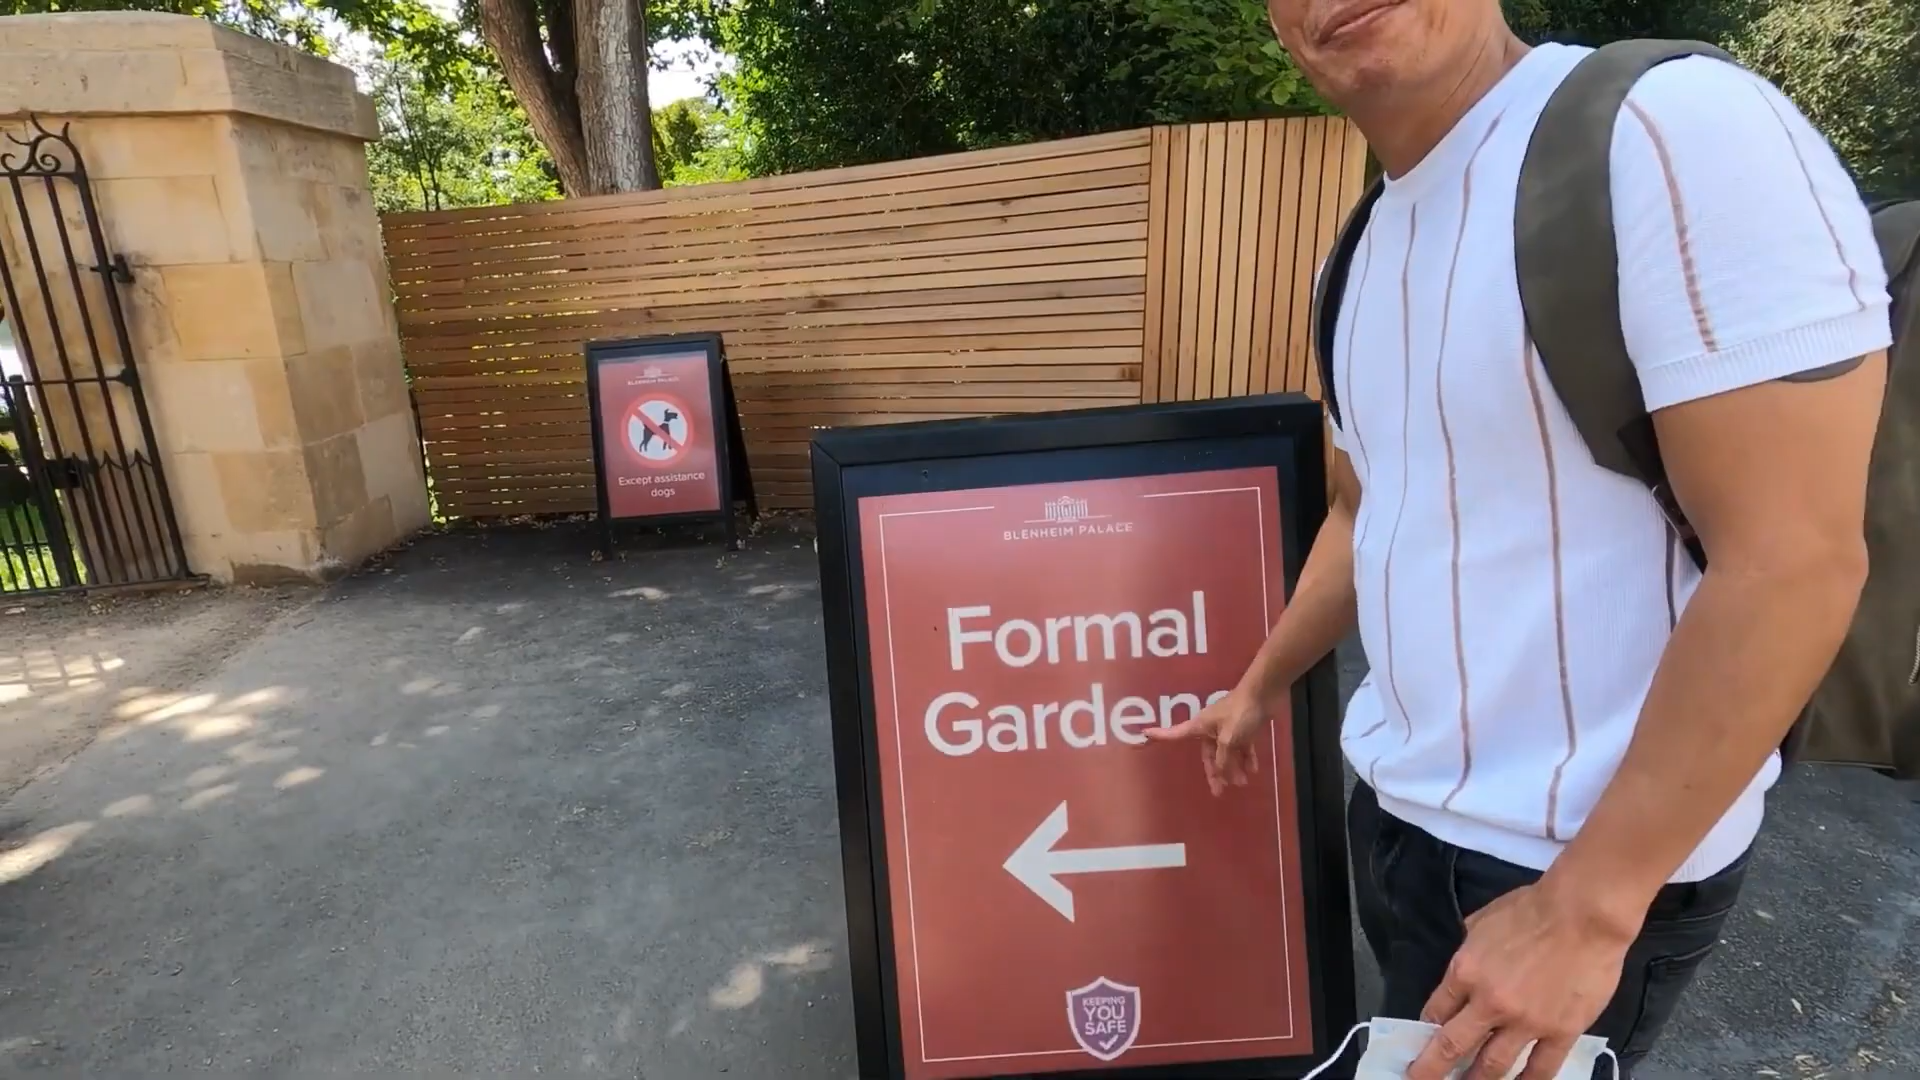 BLENHEIM PALACE
Except assistance
dogs
BLENHEIM PALACE
Formal
Gardens
KEEPING
YOU
SAFE